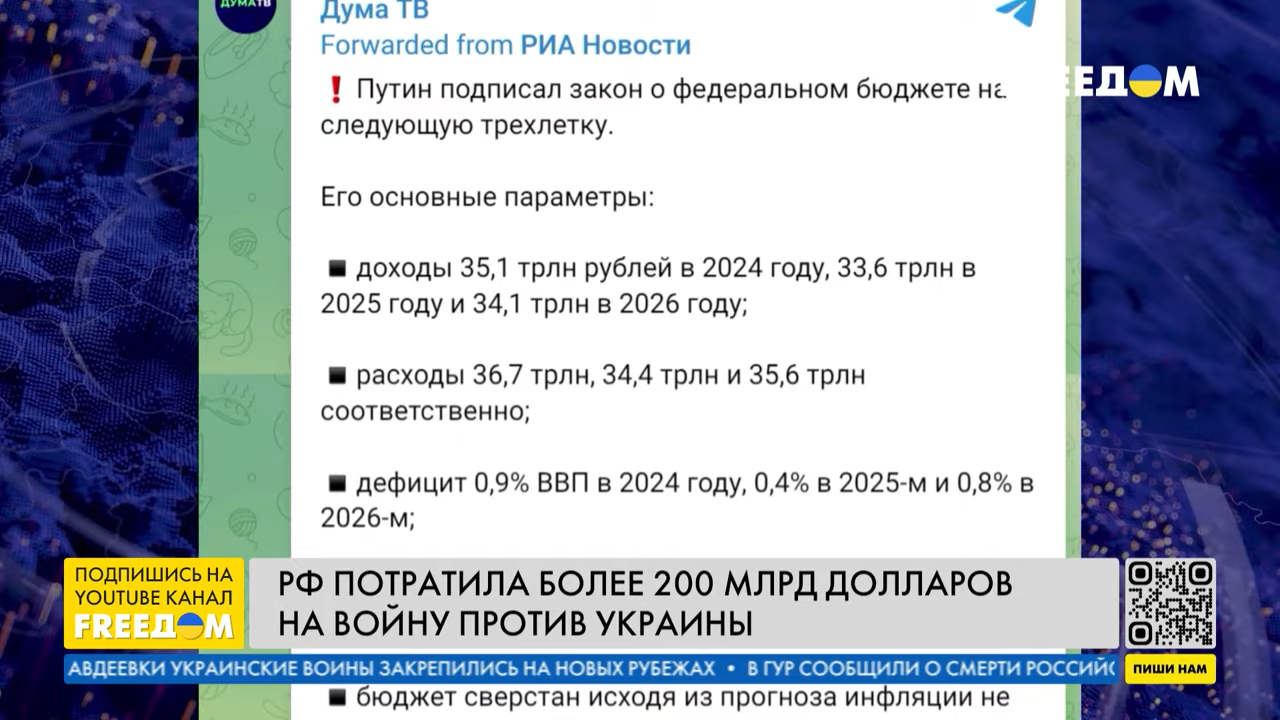 ДУМАТВ
Дума ТВ
Forwarded from РИА Новости
❗ Путин подписал закон о федеральном бюджете на
следующую трехлетку.
Его основные параметры:
◾ доходы 35,1 трлн рублей в 2024 году, 33,6 трлн в
2025 году и 34,1 трлн в 2026 году;
◾ расходы 36,7 трлн, 34,4 трлн и 35,6 трлн
соответственно;
◾ дефицит 0,9% ВВП в 2024 году, 0,4% в 2025-м и 0,8% в
2026-м;
ПОДПИШИСЬ НА
YOUTUBE КАНАЛ
FREEДОМ
РФ ПОТРАТИЛА БОЛЕЕ 200 МЛРД ДОЛЛАРОВ
НА ВОЙНУ ПРОТИВ УКРАИНЫ
АВДЕЕВКИ УКРАИНСКИЕ ВОИНЫ ЗАКРЕПИЛИСЬ НА НОВЫХ РУБЕЖАХ • В ГУР СООБЩИЛИ О СМЕРТИ
ПИШИ НАМ
◾ бюджет сверстан исходя из прогноза инфляции не